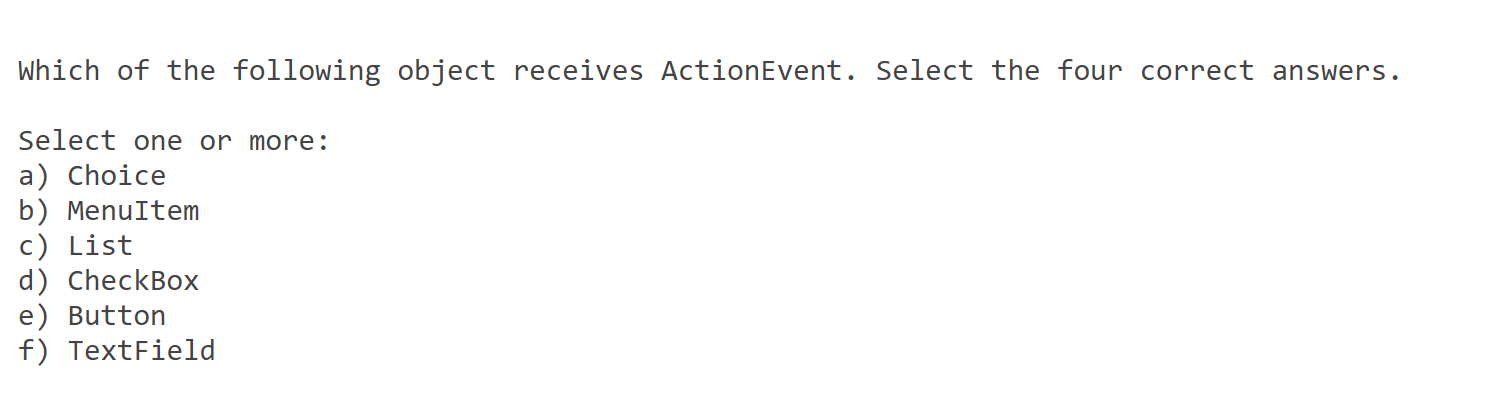 Which of the following object receives ActionEvent. Select the four correct answers.
Select one or more:
a) Choice
b) MenuItem
c) List
d) CheckBox
e) Button
f) TextField